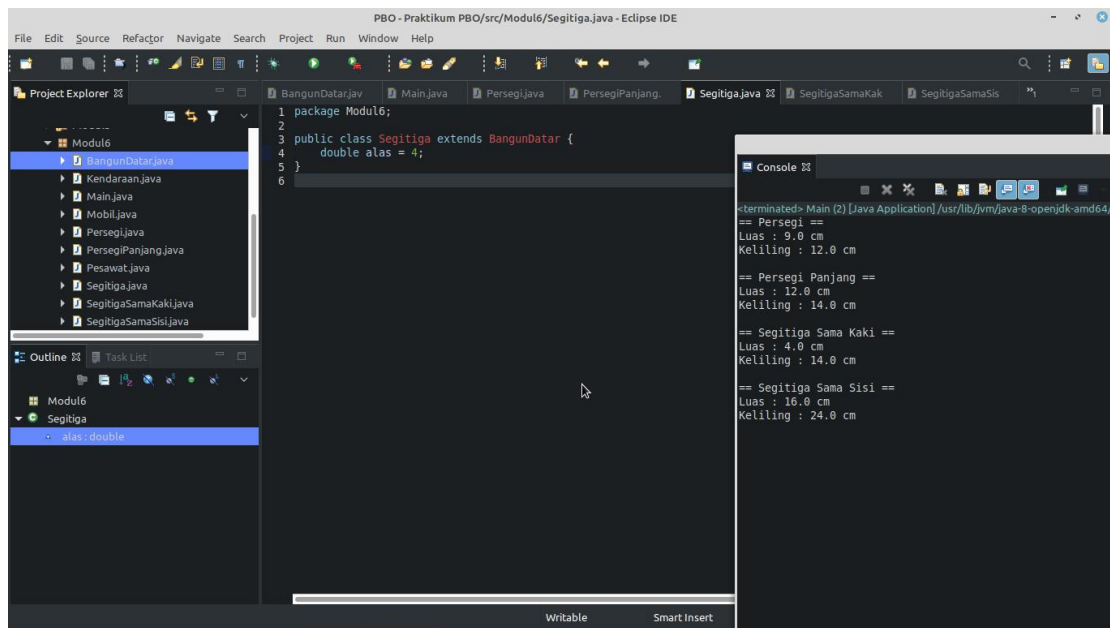 PBO - Praktikum PBO/src/Modul6/Segitiga.java - Eclipse IDE
File Edit Source Refactor Navigate Search Project Run Window Help
Project Explorer
Modul6
BangunDatar.java
Kendaraan.java
Main.java
Mobil.java
Persegi.java
PersegiPanjang.java
Pesawat.java
Segitiga.java
SegitigaSamaKaki.java
SegitigaSamaSisi.java
Outline Task List
Modul6
Segitiga
alas : double
BangunDatar.jav Main.java Persegi.java PersegiPanjang. Segitiga.java SegitigaSamaKak SegitigaSamaSis
1 package Modul6;
2
3 public class Segitiga extends BangunDatar {
4 double alas = 4;
5 }
6
Console
<terminated> Main (2) [Java Application] /usr/lib/jvm/java-8-openjdk-amd64/
== Persegi ==
Luas : 9.0 cm
Keliling : 12.0 cm
== Persegi Panjang ==
Luas : 12.0 cm
Keliling : 14.0 cm
== Segitiga Sama Kaki ==
Luas : 4.0 cm
Keliling : 14.0 cm
== Segitiga Sama Sisi ==
Luas : 16.0 cm
Keliling : 24.0 cm
Writable Smart Insert